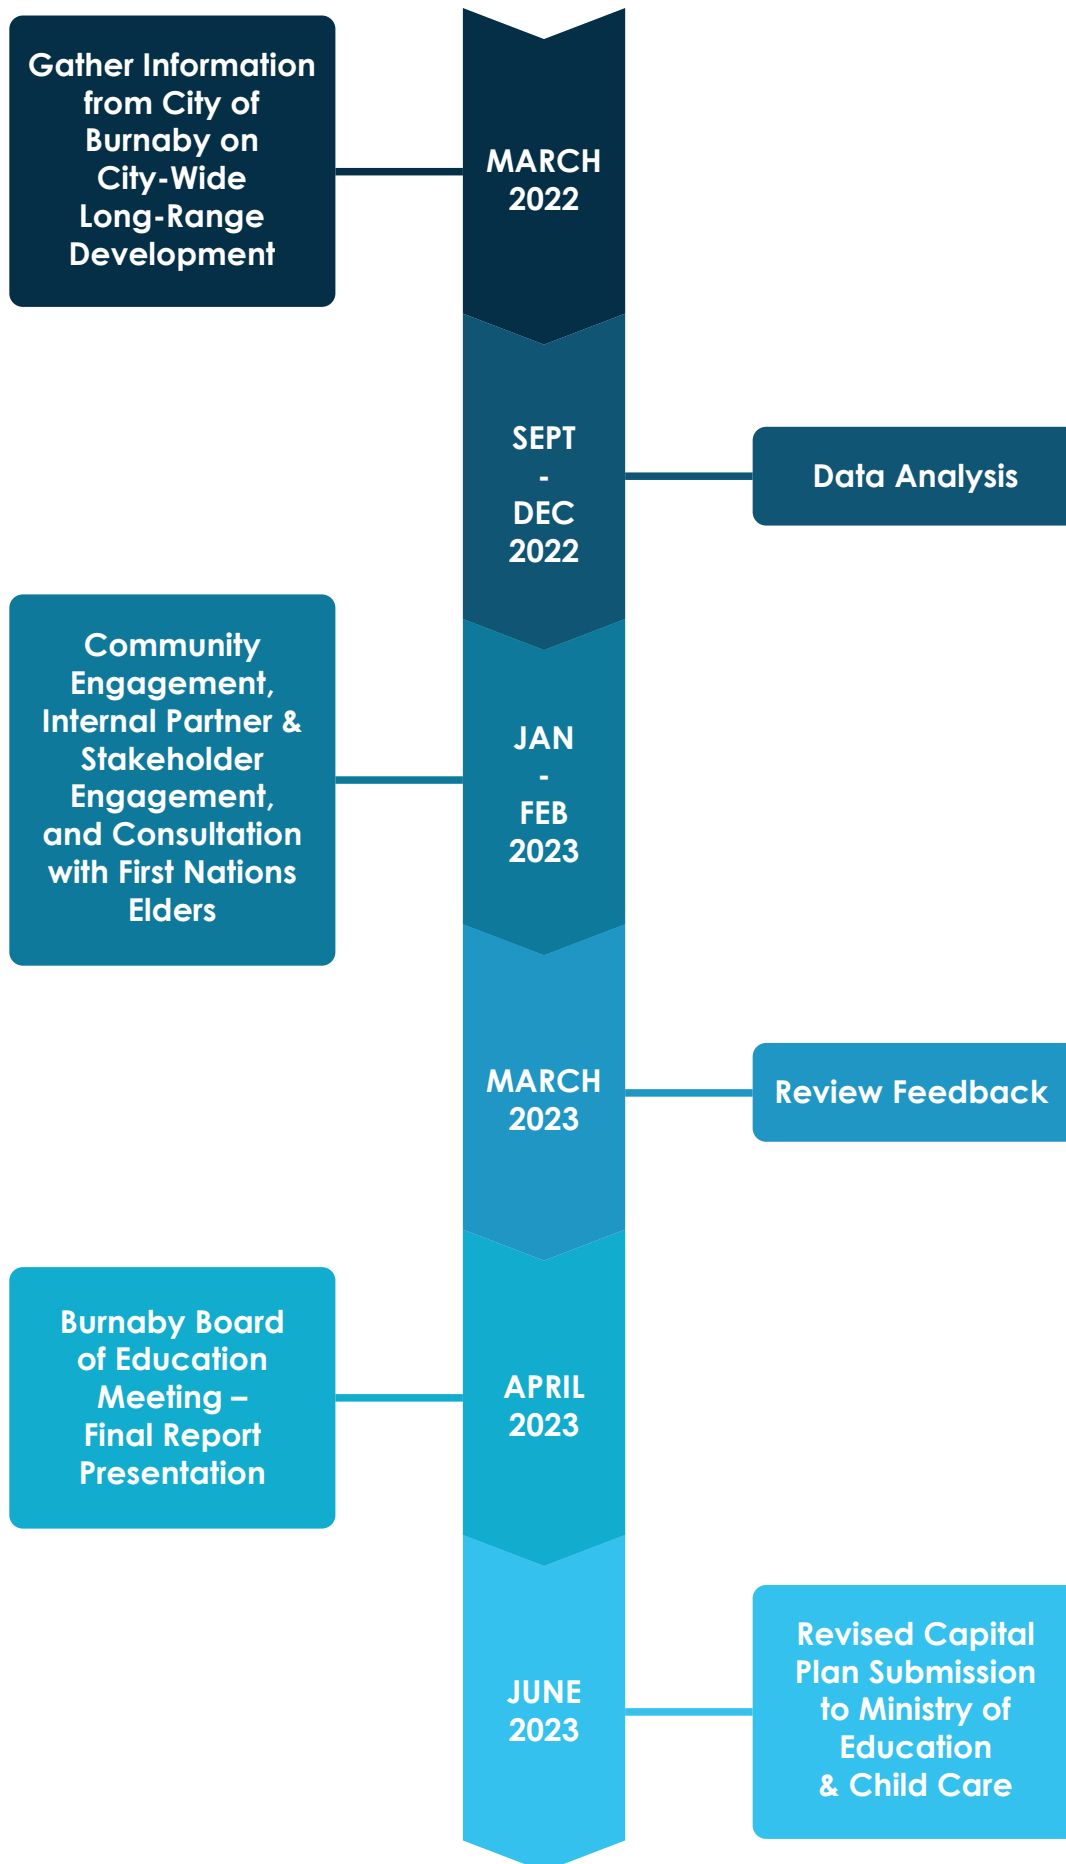 Gather Information
from City of
Burnaby on
City-Wide
Long-Range
Development
MARCH
2022
SEPT
-
DEC
2022
Data Analysis
Community
Engagement,
Internal Partner &
Stakeholder
Engagement,
and Consultation
with First Nations
Elders
JAN
-
FEB
2023
MARCH
2023
Review Feedback
Burnaby Board
of Education
Meeting –
Final Report
Presentation
APRIL
2023
JUNE
2023
Revised Capital
Plan Submission
to Ministry of
Education
& Child Care